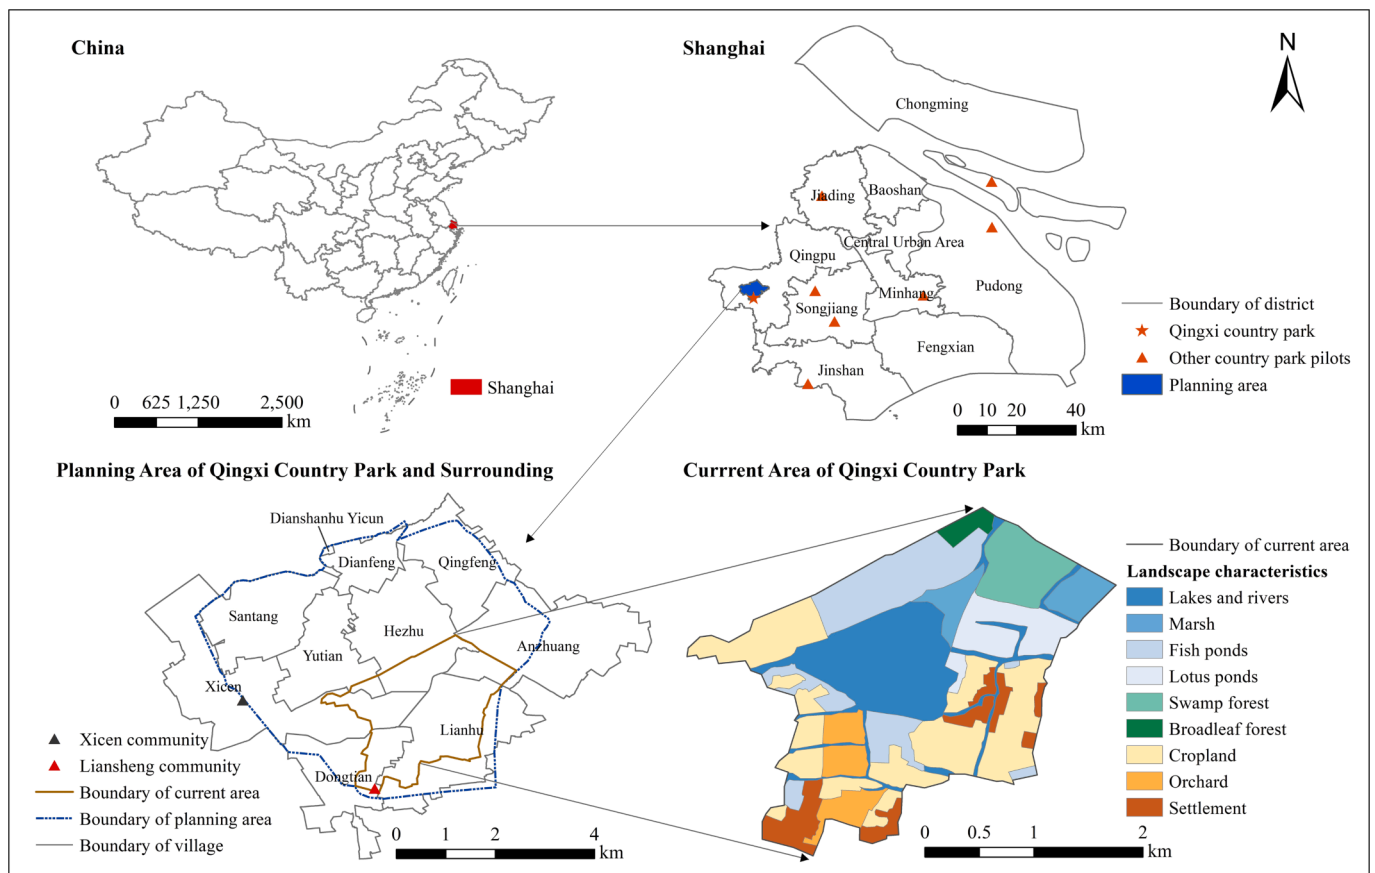 China
Shanghai
N
Chongming
Jiading
Baoshan
Central Urban Area
Qingpu
Pudong
Minhang
Songjiang
Fengxian
Jinshan
Boundary of district
Qingxi country park
Other country park pilots
Planning area
0 10 20 40
km
Shanghai
0 625 1,250 2,500
km
Planning Area of Qingxi Country Park and Surrounding
Dianshanhu Yicun
Dianfeng
Qingfeng
Santang
Hezhu
Anzhuang
Yutian
Xicen
Lianhu
Dongtian
Xicen community
Liansheng community
Boundary of current area
Boundary of planning area
Boundary of village
0 1 2 4
km
Currrent Area of Qingxi Country Park
Boundary of current area
Landscape characteristics
Lakes and rivers
Marsh
Fish ponds
Lotus ponds
Swamp forest
Broadleaf forest
Cropland
Orchard
Settlement
0 0.5 1 2
km